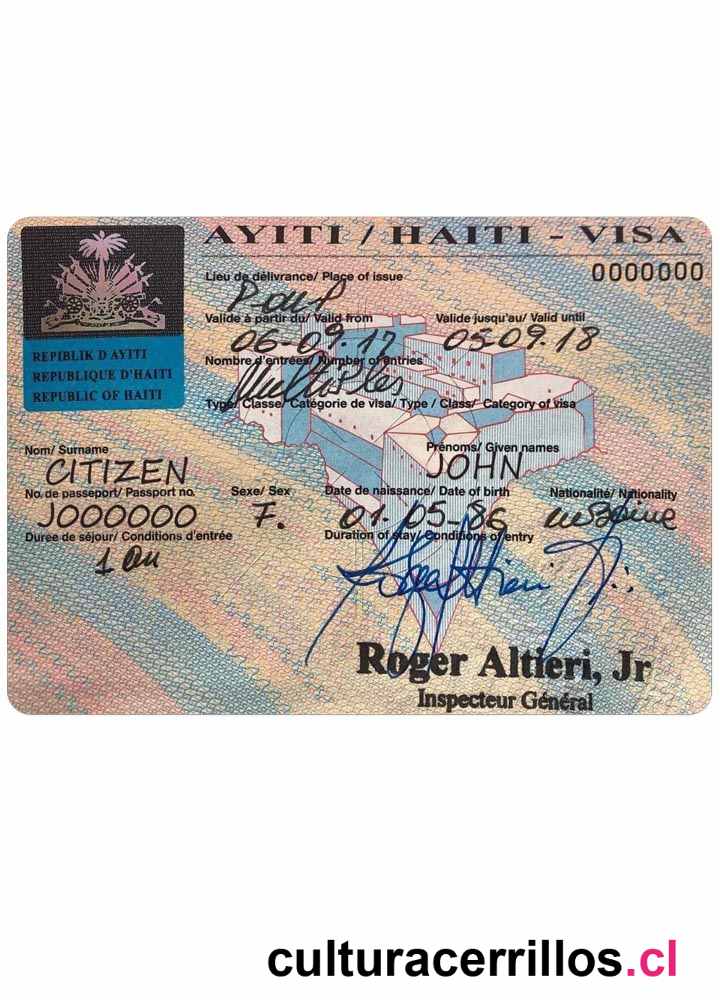 AYITI / HAITI - VISA
0000000
REPIBLIK D AYITI
REPUBLIQUE D'HAITI
REPUBLIC OF HAITI
Lieu de délivrance/ Place of issue
P-au-P
Valide à partir du/ Valid from Valide jusqu'au/ Valid until
06-09.17 05-09.18
Nombre d'entrées/ Number of entries
Multiples
Type/ Classe/ Catégorie de visa/ Type / Class/ Category of visa
Nom/ Surname Prénoms/ Given names
CITIZEN JOHN
No. de passeport/ Passport no. Sexe/ Sex Date de naissance/ Date of birth Nationalité/ Nationality
J000000 F. 01.05-86
Durée de séjour/ Conditions d'entrée Duration of stay/ Conditions of entry
1 an
Roger Altieri, Jr
Inspecteur Général
culturacerrillos.cl